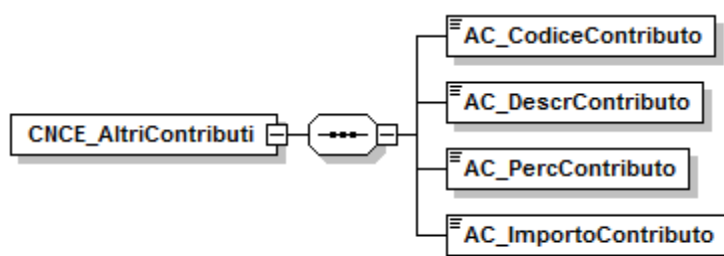 AC_CodiceContributo
AC_DescrContributo
CNCE_AltriContributi
AC_PercContributo
AC_ImportoContributo